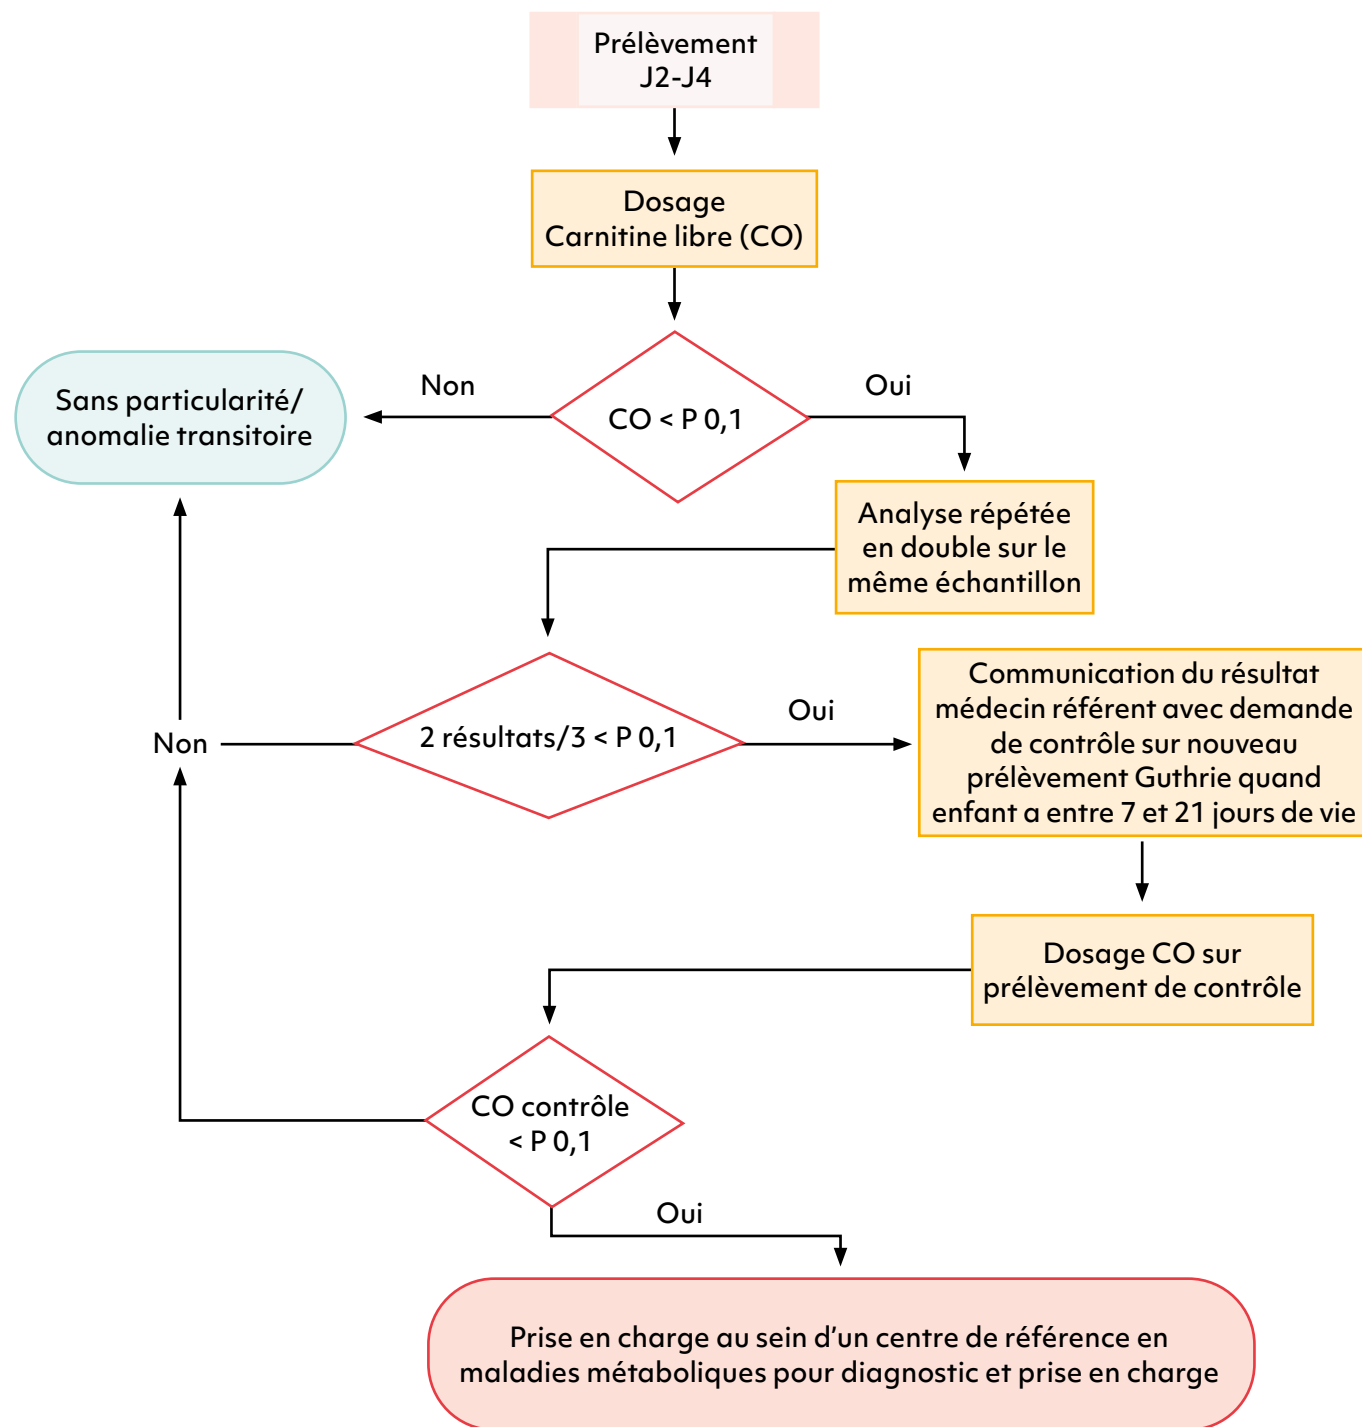 Prélèvement
J2-J4
Dosage
Carnitine libre (CO)
Non
Oui
Sans particularité/
anomalie transitoire
CO < P 0,1
Analyse répétée
en double sur le
même échantillon
2 résultats/3 < P 0,1
Oui
Non
Communication du résultat
médecin référent avec demande
de contrôle sur nouveau
prélèvement Guthrie quand
enfant a entre 7 et 21 jours de vie
Dosage CO sur
prélèvement de contrôle
CO contrôle
< P 0,1
Oui
Prise en charge au sein d’un centre de référence en
maladies métaboliques pour diagnostic et prise en charge